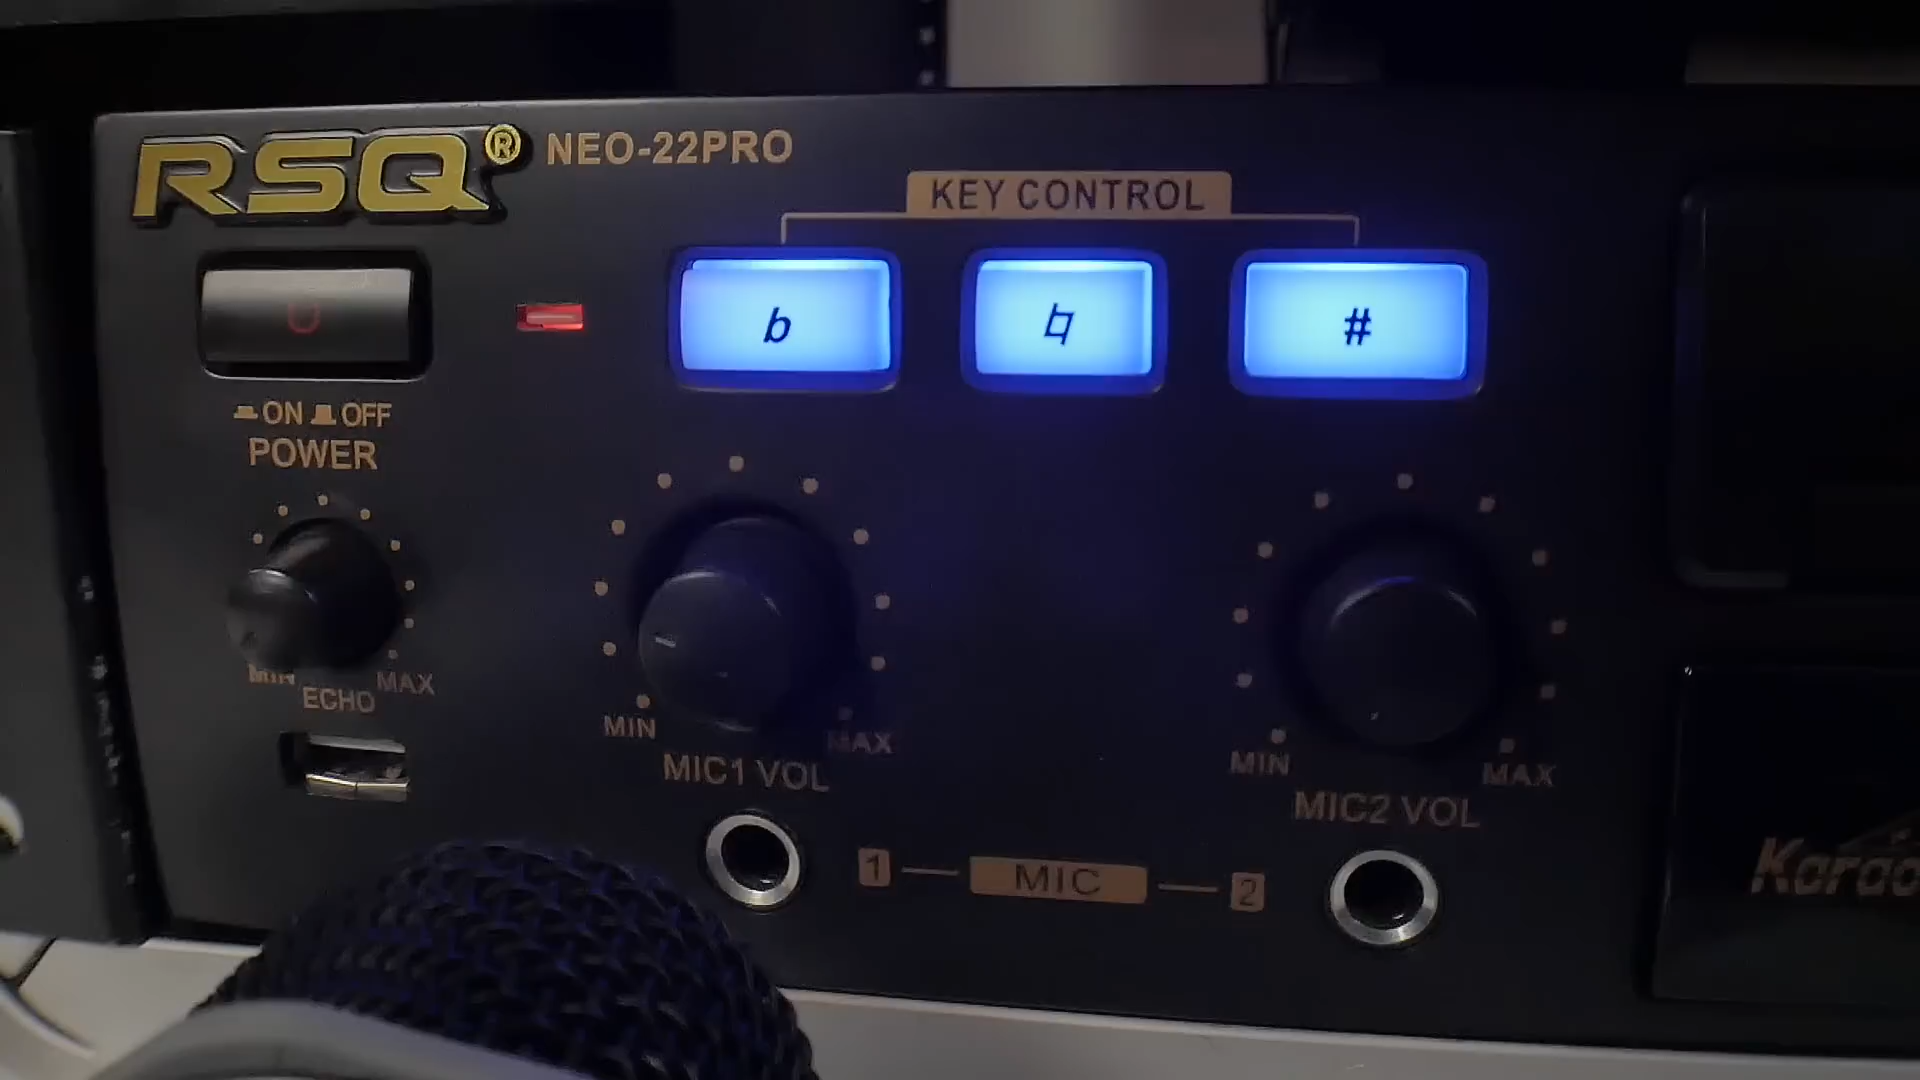 RSQ® NEO-22PRO
KEY CONTROL
b ♮ #
ON OFF
POWER
MIN MAX
ECHO
MIN MAX
MIC1 VOL
MIN MAX
MIC2 VOL
1 MIC 2